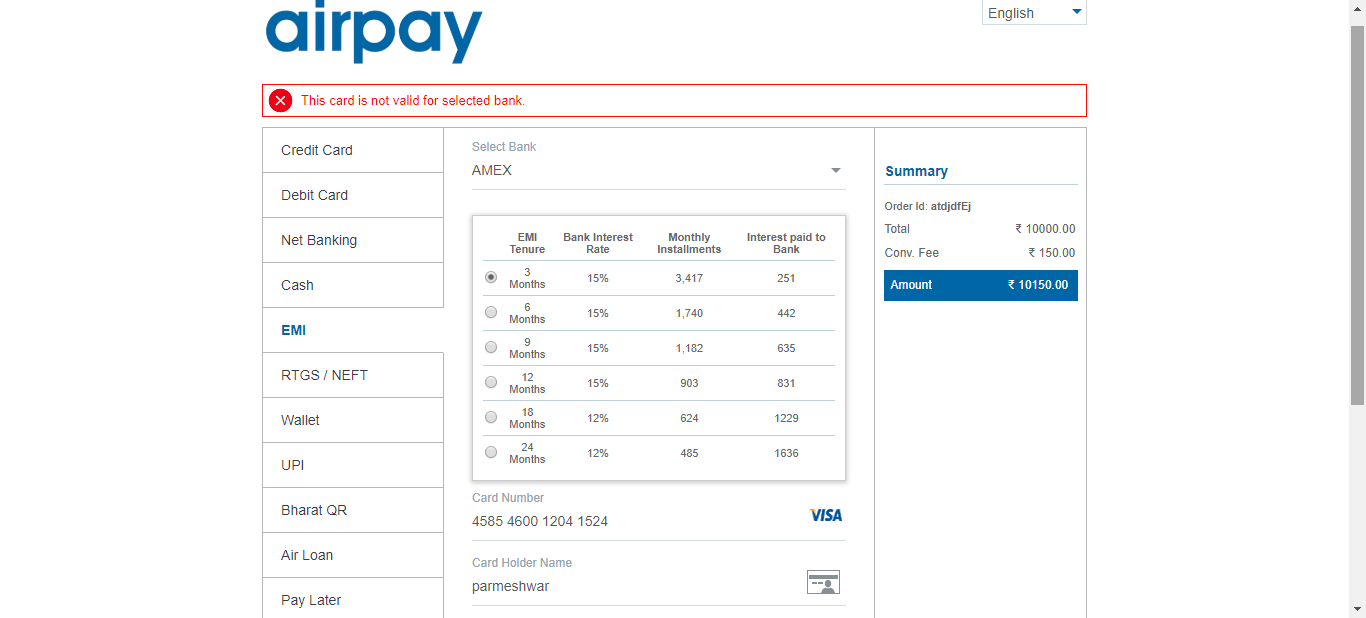 airpay
English
This card is not valid for selected bank.
Credit Card
Debit Card
Net Banking
Cash
EMI
RTGS / NEFT
Wallet
UPI
Bharat QR
Air Loan
Pay Later
Select Bank
AMEX
EMI Tenure Bank Interest Rate Monthly Installments Interest paid to Bank
3 Months 15% 3,417 251
6 Months 15% 1,740 442
9 Months 15% 1,182 635
12 Months 15% 903 831
18 Months 12% 624 1229
24 Months 12% 485 1636
Card Number
4585 4600 1204 1524 VISA
Card Holder Name
parmeshwar
Summary
Order Id: atdjdfEj
Total ₹ 10000.00
Conv. Fee ₹ 150.00
Amount ₹ 10150.00